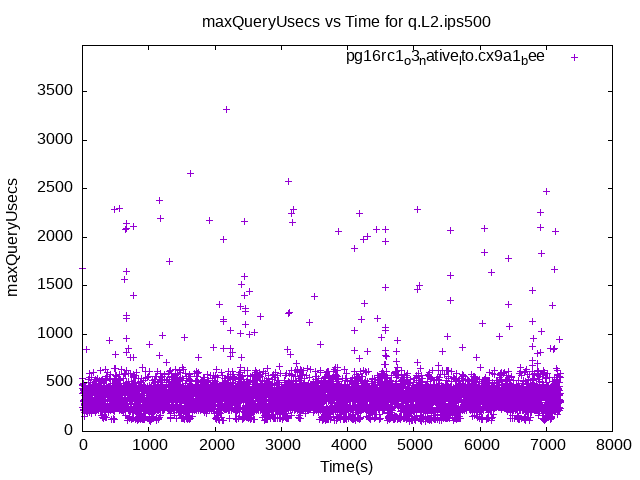 maxQueryUsecs vs Time for q.L2.ips500
pg16rc1_o3_native_lto.cx9a1_bee
3500
3000
2500
2000
1500
1000
500
0
maxQueryUsecs
0 1000 2000 3000 4000 5000 6000 7000 8000
Time(s)